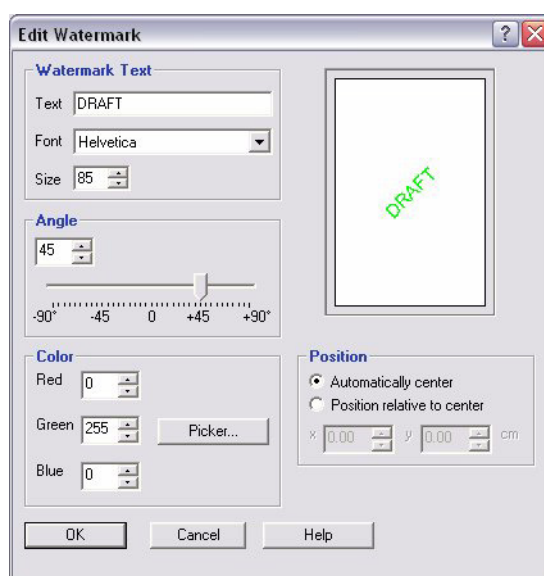 Edit Watermark
Watermark Text
Text DRAFT
Font Helvetica
Size 85
DRAFT
Angle
45
-90° -45 0 +45 +90°
Color
Red 0
Green 255 Picker...
Blue 0
Position
Automatically center
Position relative to center
x 0.00 y 0.00 cm
OK Cancel Help